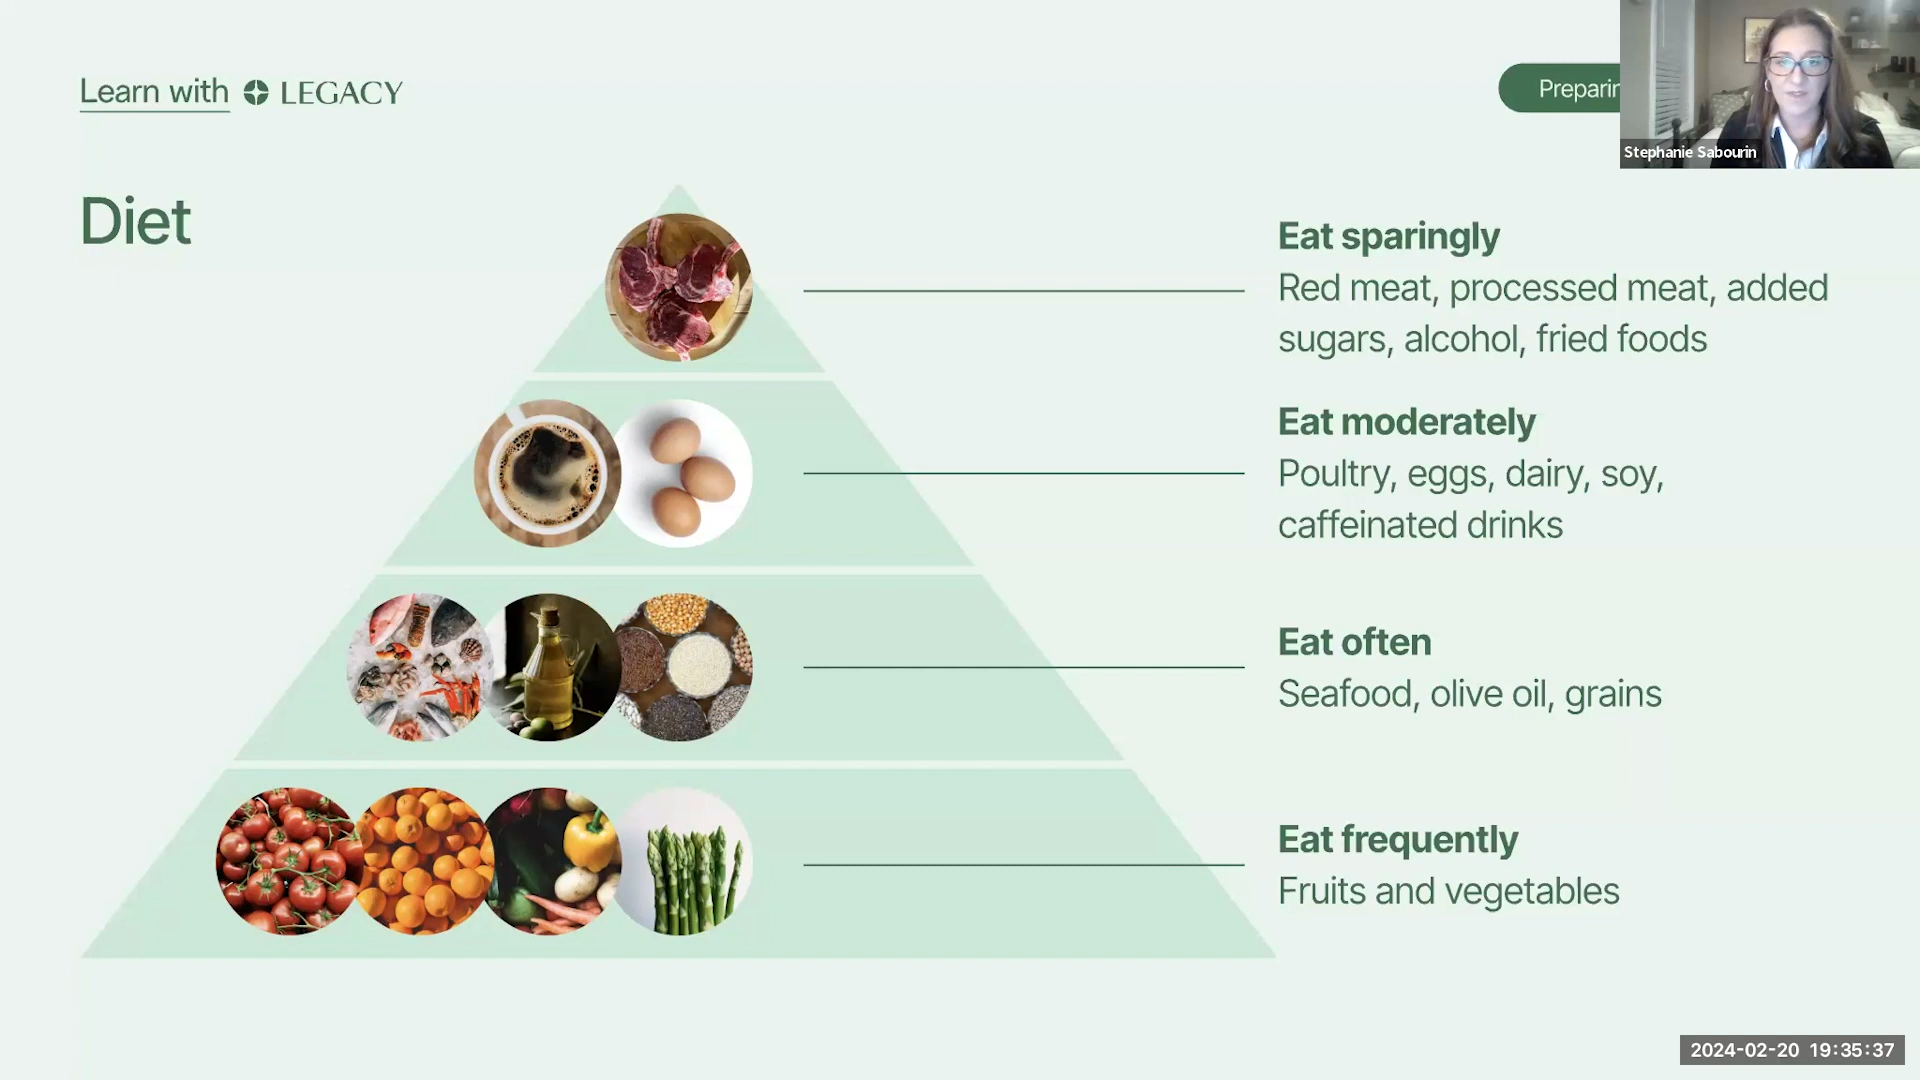 Learn with LEGACY
Stephanie Sabourin
Diet
Eat sparingly
Red meat, processed meat, added
sugars, alcohol, fried foods
Eat moderately
Poultry, eggs, dairy, soy,
caffeinated drinks
Eat often
Seafood, olive oil, grains
Eat frequently
Fruits and vegetables
2024-02-20 19:35:37